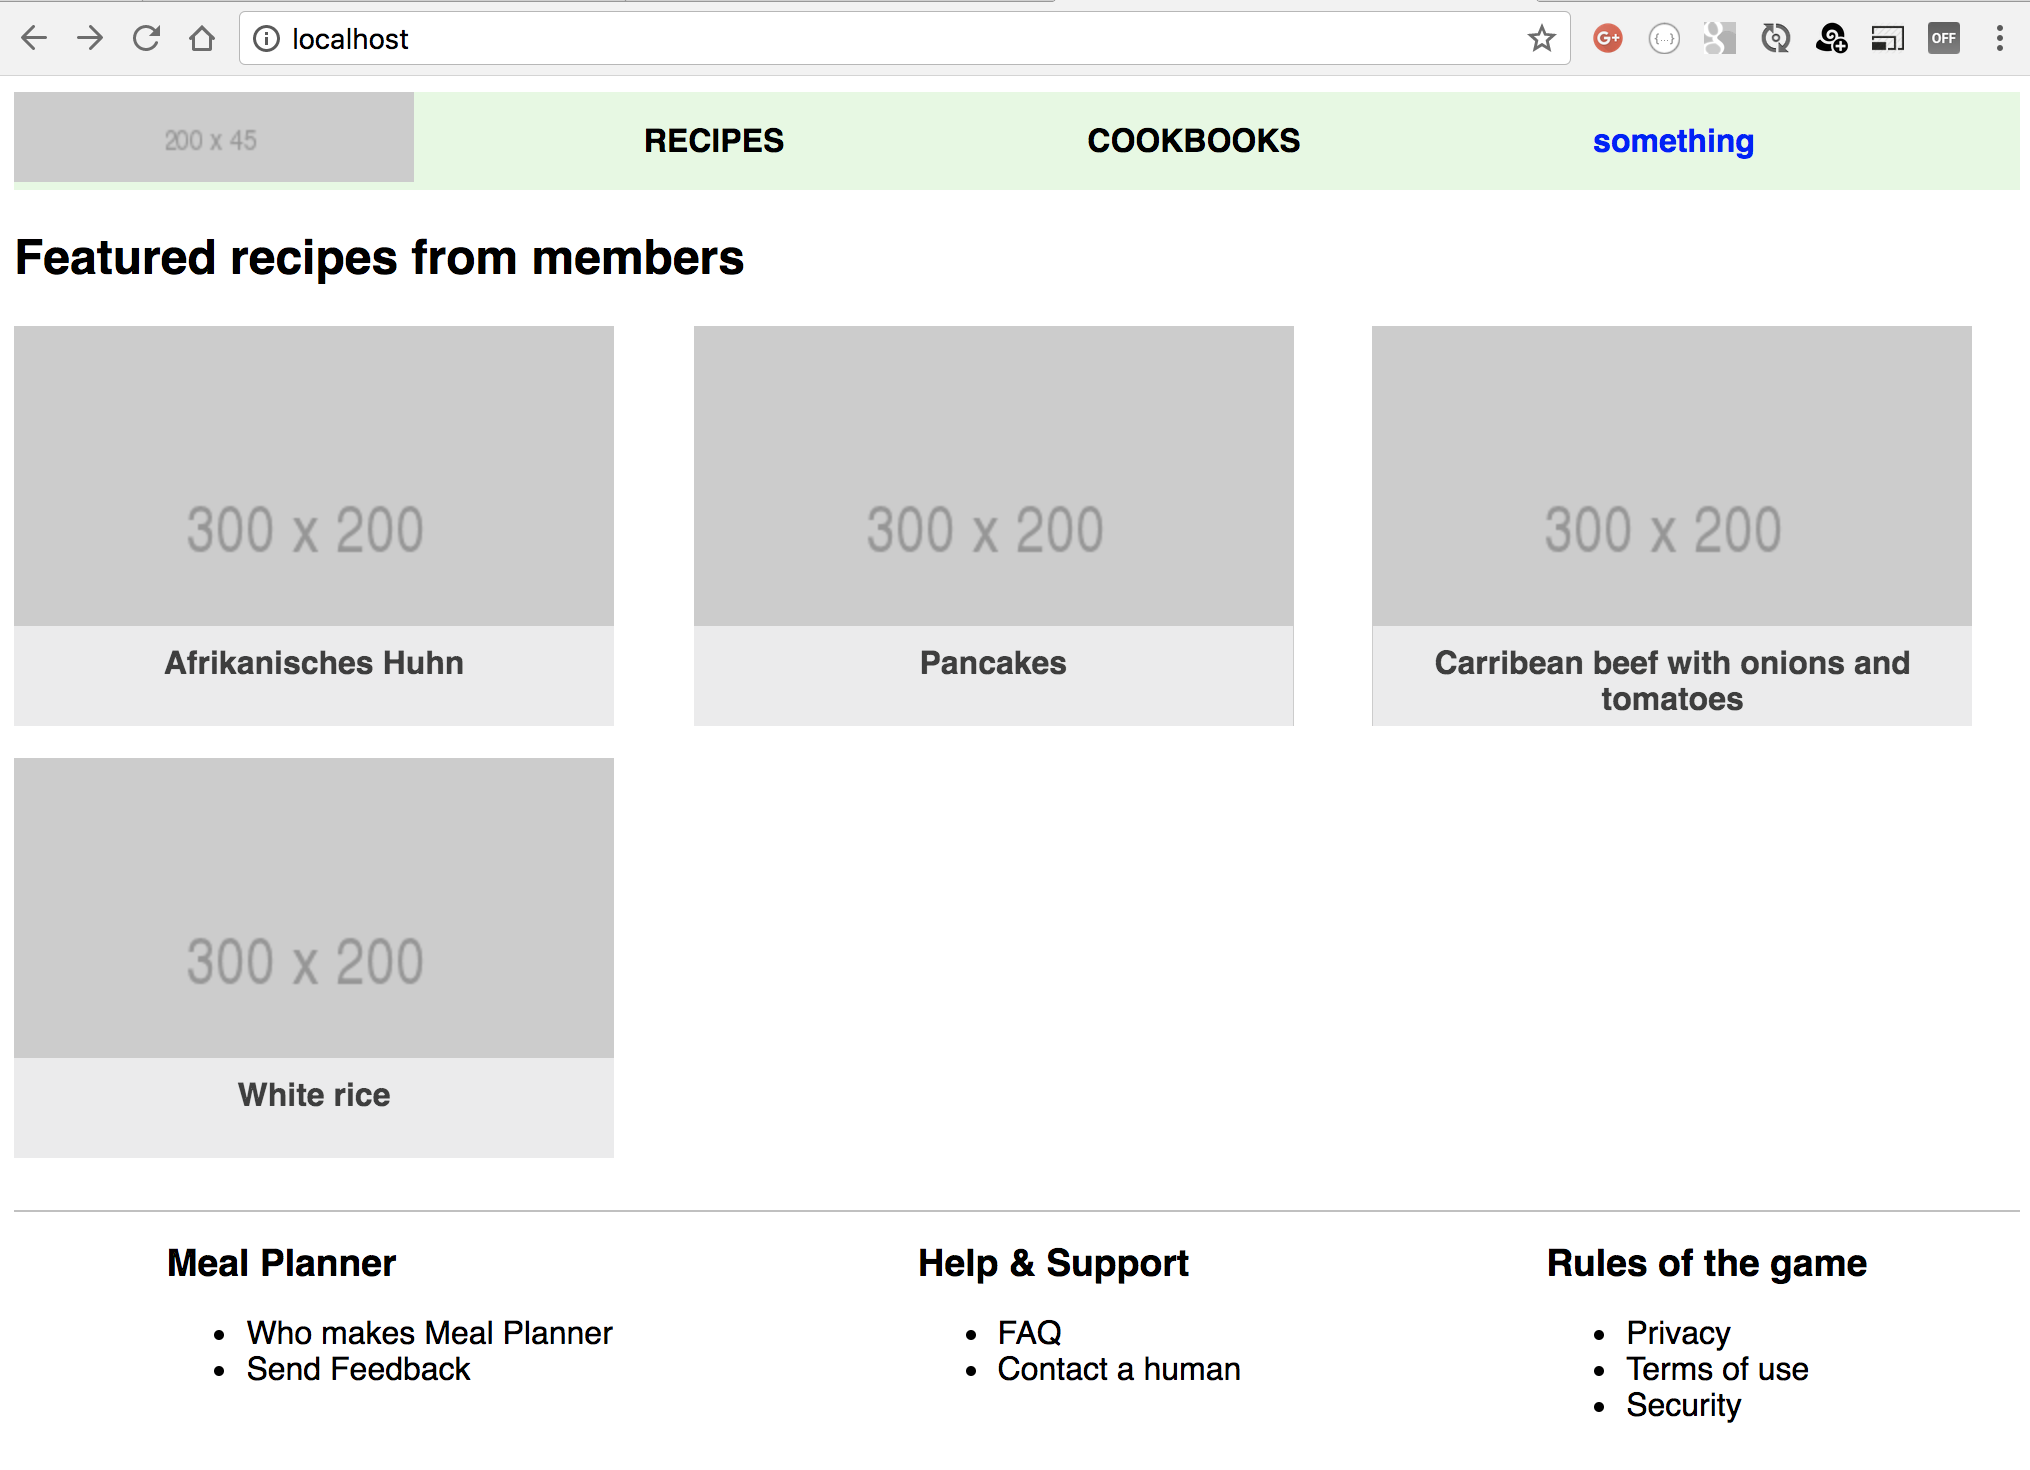 localhost
G+
{...}
OFF
200 x 45
RECIPES
COOKBOOKS
something
Featured recipes from members
300 x 200
300 x 200
300 x 200
Afrikanisches Huhn
Pancakes
Carribean beef with onions and
tomatoes
300 x 200
White rice
Meal Planner
Who makes Meal Planner
Send Feedback
Help & Support
FAQ
Contact a human
Rules of the game
Privacy
Terms of use
Security